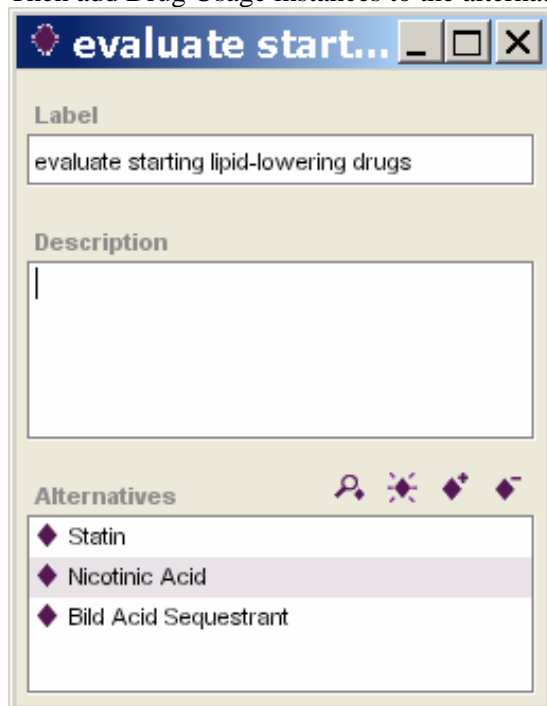 Then add Drug Usage instances to the alterna
evaluate start...
Label
evaluate starting lipid-lowering drugs
Description
Alternatives
Statin
Nicotinic Acid
Bild Acid Sequestrant